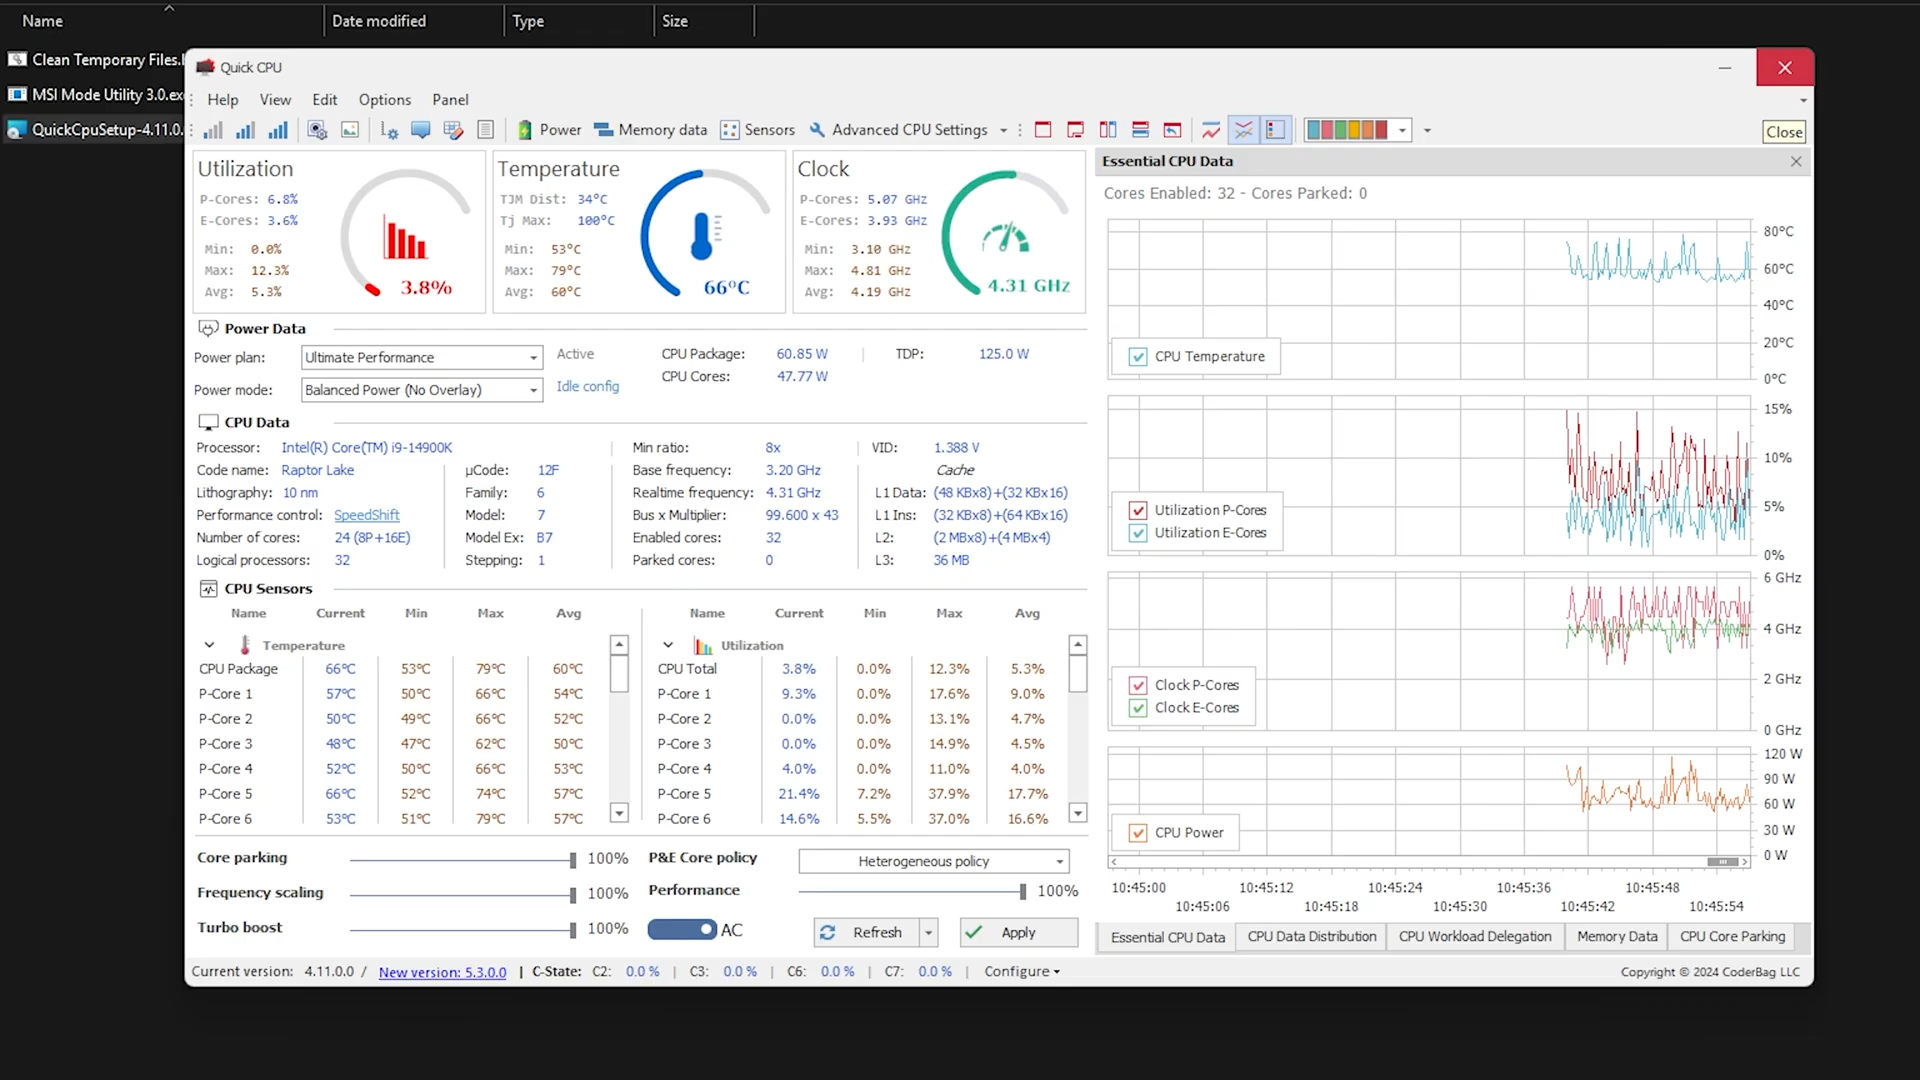 Name Date modified Type Size
Clean Temporary Files.
MSI Mode Utility 3.0.ex
QuickCpuSetup-4.11.0.
Quick CPU
Help View Edit Options Panel
Power Memory data Sensors Advanced CPU Settings
Close
Utilization
P-Cores: 6.8%
E-Cores: 3.6%
Min: 0.0%
Max: 12.3%
Avg: 5.3%
3.8%
Temperature
TJM Dist: 34°C
Tj Max: 100°C
Min: 53°C
Max: 79°C
Avg: 60°C
66°C
Clock
P-Cores: 5.07 GHz
E-Cores: 3.93 GHz
Min: 3.10 GHz
Max: 4.81 GHz
Avg: 4.19 GHz
4.31 GHz
Power Data
Power plan: Ultimate Performance Active CPU Package: 60.85 W TDP: 125.0 W
CPU Cores: 47.77 W
Power mode: Balanced Power (No Overlay) Idle config
CPU Data
Processor: Intel(R) Core(TM) i9-14900K Min ratio: 8x VID: 1.388 V
Code name: Raptor Lake µCode: 12F Base frequency: 3.20 GHz Cache
Lithography: 10 nm Family: 6 Realtime frequency: 4.31 GHz L1 Data: (48 KBx8)+(32 KBx16)
Performance control: SpeedShift Model: 7 Bus x Multiplier: 99.600 x 43 L1 Ins: (32 KBx8)+(64 KBx16)
Number of cores: 24 (8P+16E) Model Ex: B7 Enabled cores: 32 L2: (2 MBx8)+(4 MBx4)
Logical processors: 32 Stepping: 1 Parked cores: 0 L3: 36 MB
CPU Sensors
Name Current Min Max Avg
Temperature
CPU Package 66°C 53°C 79°C 60°C
P-Core 1 57°C 50°C 66°C 54°C
P-Core 2 50°C 49°C 66°C 52°C
P-Core 3 48°C 47°C 62°C 50°C
P-Core 4 52°C 50°C 66°C 53°C
P-Core 5 66°C 52°C 74°C 57°C
P-Core 6 53°C 51°C 79°C 57°C
Name Current Min Max Avg
Utilization
CPU Total 3.8% 0.0% 12.3% 5.3%
P-Core 1 9.3% 0.0% 17.6% 9.0%
P-Core 2 0.0% 0.0% 13.1% 4.7%
P-Core 3 0.0% 0.0% 14.9% 4.5%
P-Core 4 4.0% 0.0% 11.0% 4.0%
P-Core 5 21.4% 7.2% 37.9% 17.7%
P-Core 6 14.6% 5.5% 37.0% 16.6%
Core parking 100% P&E Core policy Heterogeneous policy
Frequency scaling 100% Performance 100%
Turbo boost 100% AC Refresh Apply
Essential CPU Data
Cores Enabled: 32 - Cores Parked: 0
80°C
60°C
40°C
20°C
0°C
CPU Temperature
15%
10%
5%
0%
Utilization P-Cores
Utilization E-Cores
6 GHz
4 GHz
2 GHz
0 GHz
Clock P-Cores
Clock E-Cores
120 W
90 W
60 W
30 W
0 W
CPU Power
10:45:00 10:45:12 10:45:24 10:45:36 10:45:48
10:45:06 10:45:18 10:45:30 10:45:42 10:45:54
Essential CPU Data CPU Data Distribution CPU Workload Delegation Memory Data CPU Core Parking
Current version: 4.11.0.0 / New version: 5.3.0.0 | C-State: C2: 0.0 % | C3: 0.0 % | C6: 0.0 % | C7: 0.0 % | Configure
Copyright © 2024 CoderBag LLC